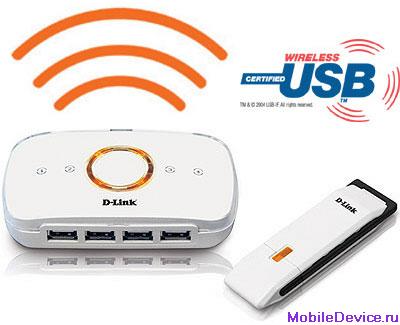 WIRELESS
CERTIFIED USB
TM & © 2004 USB-IF All rights reserved.
TM
D-Link
D-Link
MobileDevice.ru